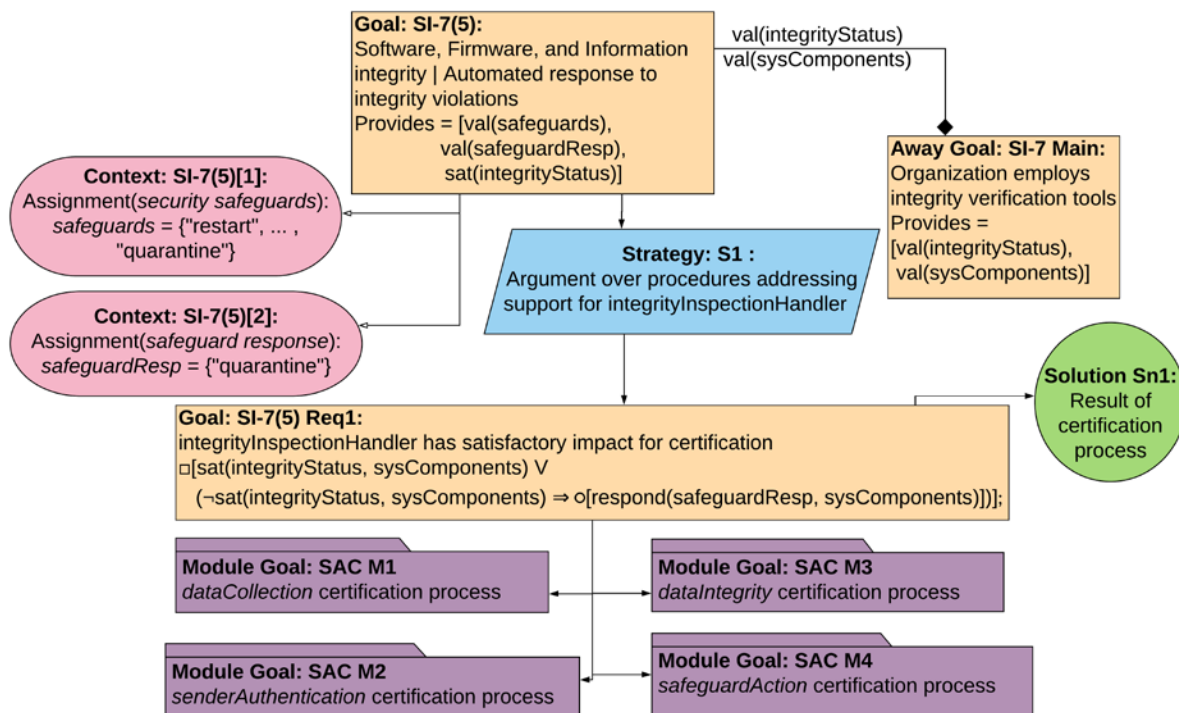 Goal: SI-7(5):
Software, Firmware, and Information
integrity | Automated response to
integrity violations
Provides = [val(safeguards),
val(safeguardResp),
sat(integrityStatus)]
val(integrityStatus)
val(sysComponents)
Away Goal: SI-7 Main:
Organization employs
integrity verification tools
Provides =
[val(integrityStatus),
val(sysComponents)]
Context: SI-7(5)[1]:
Assignment(security safeguards):
safeguards = {"restart", ... ,
"quarantine"}
Context: SI-7(5)[2]:
Assignment(safeguard response):
safeguardResp = {"quarantine"}
Strategy: S1 :
Argument over procedures addressing
support for integrityInspectionHandler
Solution Sn1:
Result of
certification
process
Goal: SI-7(5) Req1:
integrityInspectionHandler has satisfactory impact for certification
□[sat(integrityStatus, sysComponents) V
(¬sat(integrityStatus, sysComponents) ⇒ ○[respond(safeguardResp, sysComponents)])];
Module Goal: SAC M1
dataCollection certification process
Module Goal: SAC M3
dataIntegrity certification process
Module Goal: SAC M2
senderAuthentication certification process
Module Goal: SAC M4
safeguardAction certification process